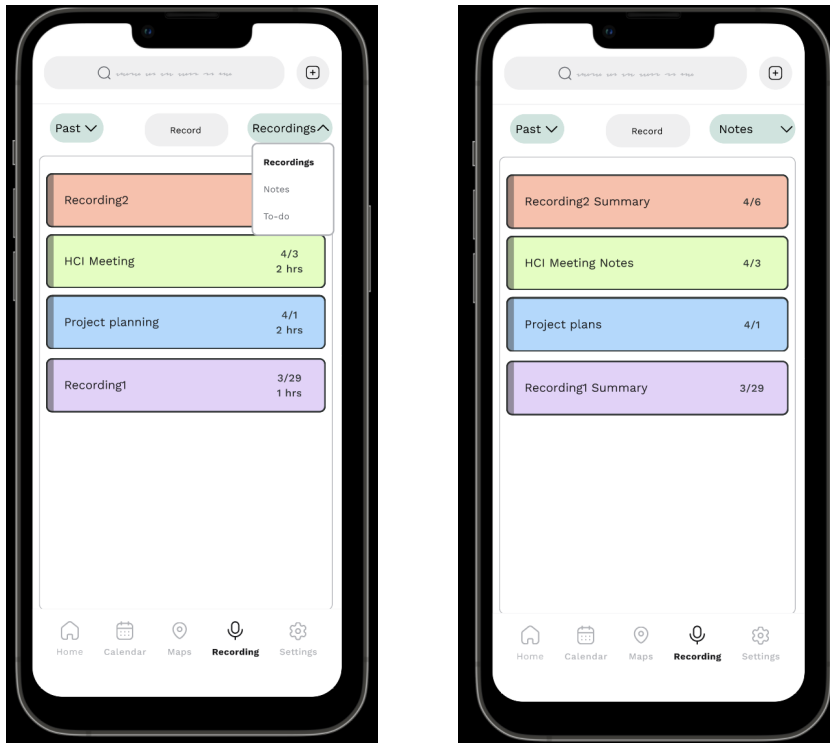 Past
Record
Recordings
Recordings
Notes
To-do
Recording2
HCI Meeting
4/3
2 hrs
Project planning
4/1
2 hrs
Recording1
3/29
1 hrs
Home Calendar Maps Recording Settings
Past
Record
Notes
Recording2 Summary 4/6
HCI Meeting Notes 4/3
Project plans 4/1
Recording1 Summary 3/29
Home Calendar Maps Recording Settings